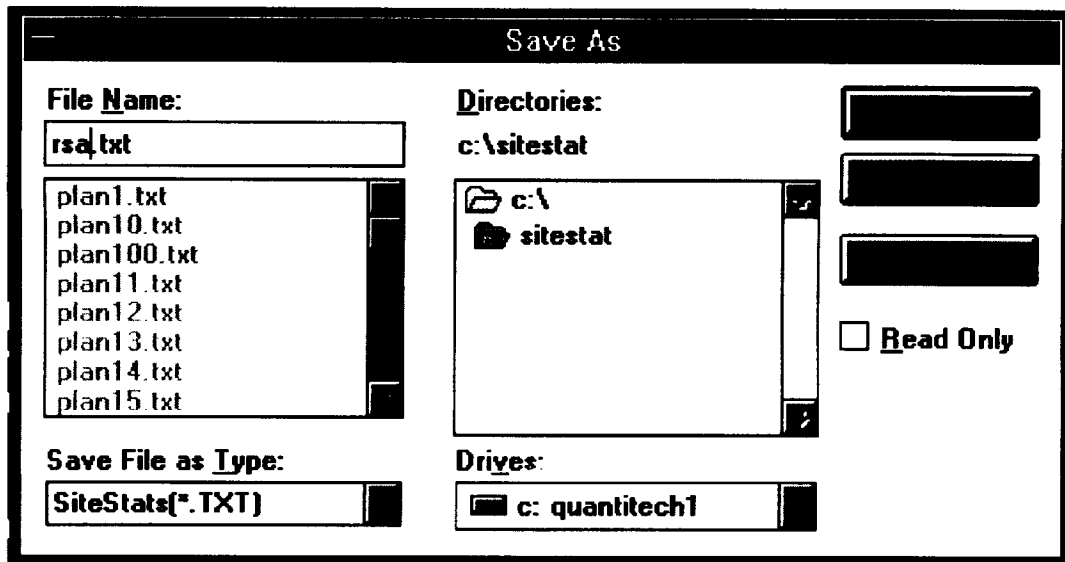 Save As
File Name:
rsa.txt
plan1.txt
plan10.txt
plan100.txt
plan11.txt
plan12.txt
plan13.txt
plan14.txt
plan15.txt
Save File as Type:
SiteStats(*.TXT)
Directories:
c:\sitestat
c:\
sitestat
Drives:
c: quantitech1
Read Only